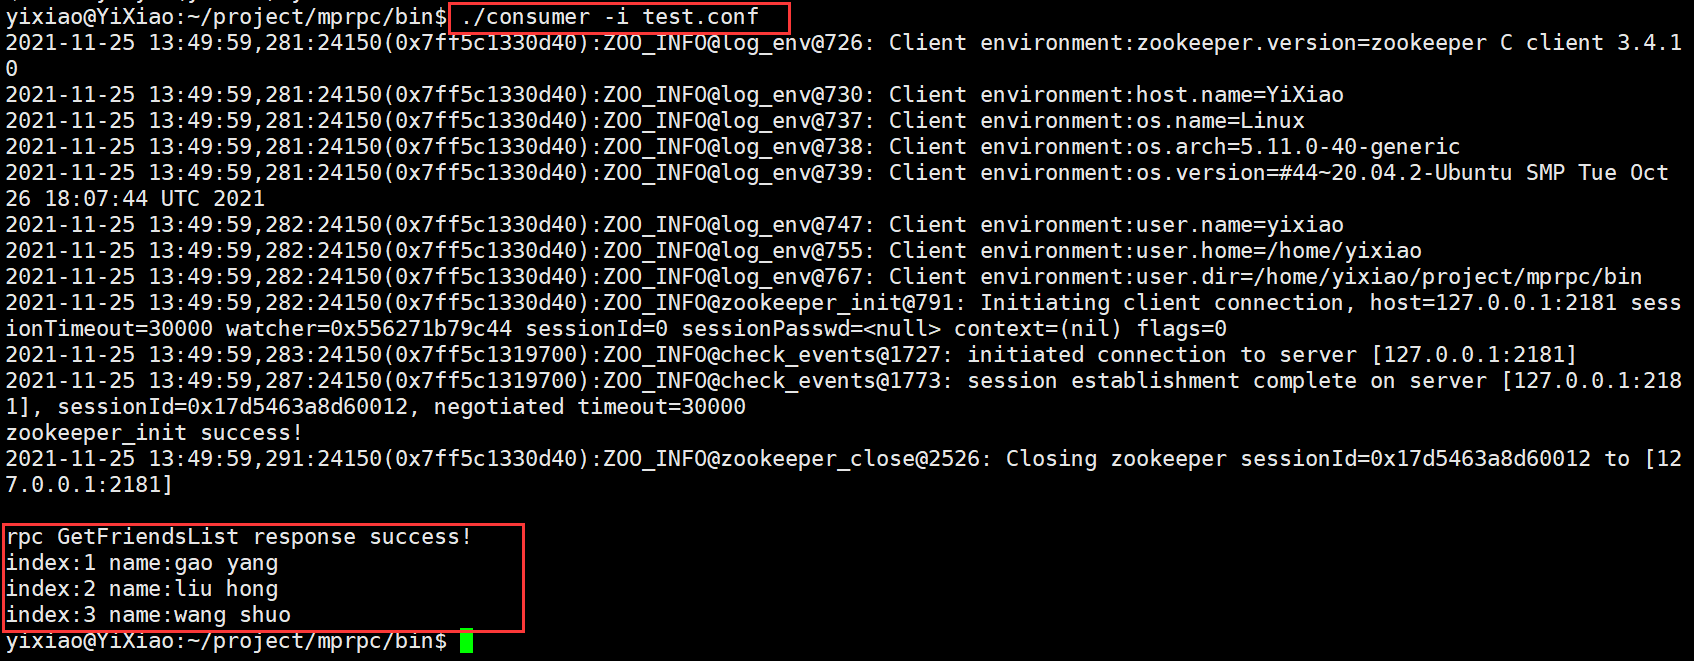 yixiao@YiXiao:~/project/mprpc/bin$ ./consumer -i test.conf
2021-11-25 13:49:59,281:24150(0x7ff5c1330d40):ZOO_INFO@log_env@726: Client environment:zookeeper.version=zookeeper C client 3.4.1
0
2021-11-25 13:49:59,281:24150(0x7ff5c1330d40):ZOO_INFO@log_env@730: Client environment:host.name=YiXiao
2021-11-25 13:49:59,281:24150(0x7ff5c1330d40):ZOO_INFO@log_env@737: Client environment:os.name=Linux
2021-11-25 13:49:59,281:24150(0x7ff5c1330d40):ZOO_INFO@log_env@738: Client environment:os.arch=5.11.0-40-generic
2021-11-25 13:49:59,281:24150(0x7ff5c1330d40):ZOO_INFO@log_env@739: Client environment:os.version=#44~20.04.2-Ubuntu SMP Tue Oct
26 18:07:44 UTC 2021
2021-11-25 13:49:59,282:24150(0x7ff5c1330d40):ZOO_INFO@log_env@747: Client environment:user.name=yixiao
2021-11-25 13:49:59,282:24150(0x7ff5c1330d40):ZOO_INFO@log_env@755: Client environment:user.home=/home/yixiao
2021-11-25 13:49:59,282:24150(0x7ff5c1330d40):ZOO_INFO@log_env@767: Client environment:user.dir=/home/yixiao/project/mprpc/bin
2021-11-25 13:49:59,282:24150(0x7ff5c1330d40):ZOO_INFO@zookeeper_init@791: Initiating client connection, host=127.0.0.1:2181 sess
ionTimeout=30000 watcher=0x556271b79c44 sessionId=0 sessionPasswd=<null> context=(nil) flags=0
2021-11-25 13:49:59,283:24150(0x7ff5c1319700):ZOO_INFO@check_events@1727: initiated connection to server [127.0.0.1:2181]
2021-11-25 13:49:59,287:24150(0x7ff5c1319700):ZOO_INFO@check_events@1773: session establishment complete on server [127.0.0.1:218
1], sessionId=0x17d5463a8d60012, negotiated timeout=30000
zookeeper_init success!
2021-11-25 13:49:59,291:24150(0x7ff5c1330d40):ZOO_INFO@zookeeper_close@2526: Closing zookeeper sessionId=0x17d5463a8d60012 to [12
7.0.0.1:2181]
rpc GetFriendsList response success!
index:1 name:gao yang
index:2 name:liu hong
index:3 name:wang shuo
yixiao@YiXiao:~/project/mprpc/bin$